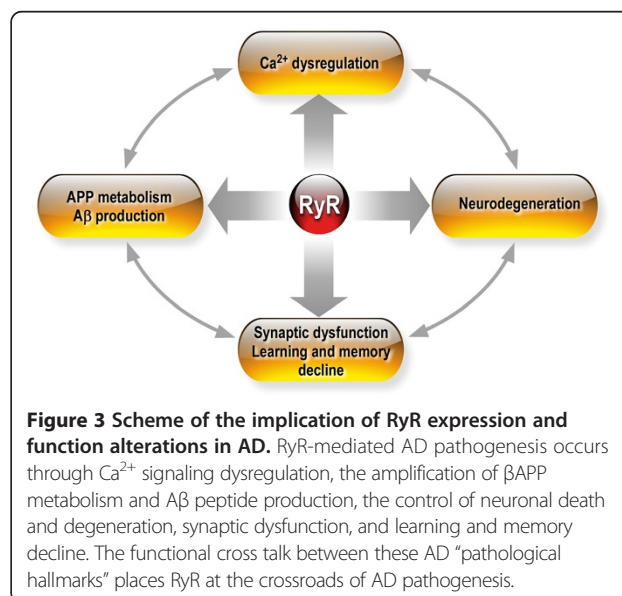 Ca²⁺ dysregulation
APP metabolism
Aβ production
RyR
Neurodegeneration
Synaptic dysfunction
Learning and memory
decline
Figure 3 Scheme of the implication of RyR expression and
function alterations in AD. RyR-mediated AD pathogenesis occurs
through Ca²⁺ signaling dysregulation, the amplification of βAPP
metabolism and Aβ peptide production, the control of neuronal death
and degeneration, synaptic dysfunction, and learning and memory
decline. The functional cross talk between these AD “pathological
hallmarks” places RyR at the crossroads of AD pathogenesis.